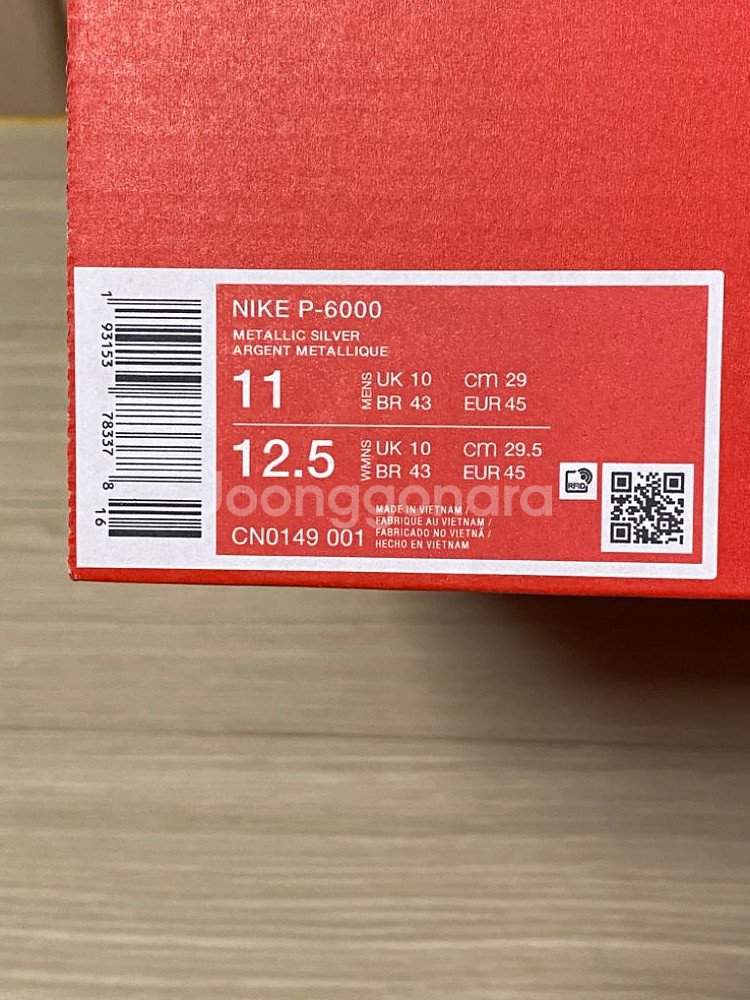 1 93153 78337 8 16
NIKE P-6000
METALLIC SILVER
ARGENT METALLIQUE
11 MENS UK 10 cm 29
BR 43 EUR 45
12.5 WMNS UK 10 cm 29.5
BR 43 EUR 45
RFID
Joonggonara
MADE IN VIETNAM /
FABRIQUE AU VIETNAM /
FABRICADO NO VIETNÃ /
HECHO EN VIETNAM
CN0149 001